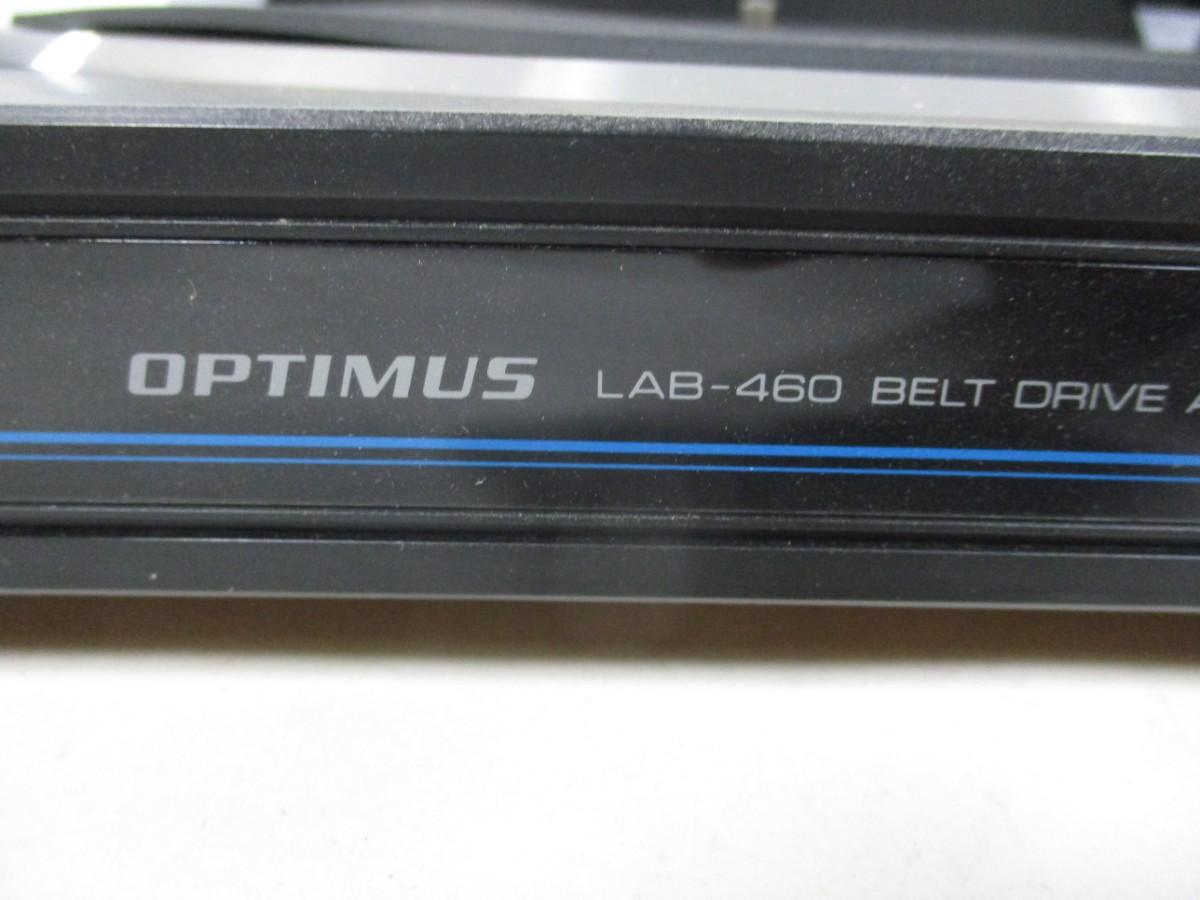 OPTIMUS LAB-460 BELT DRIVE A